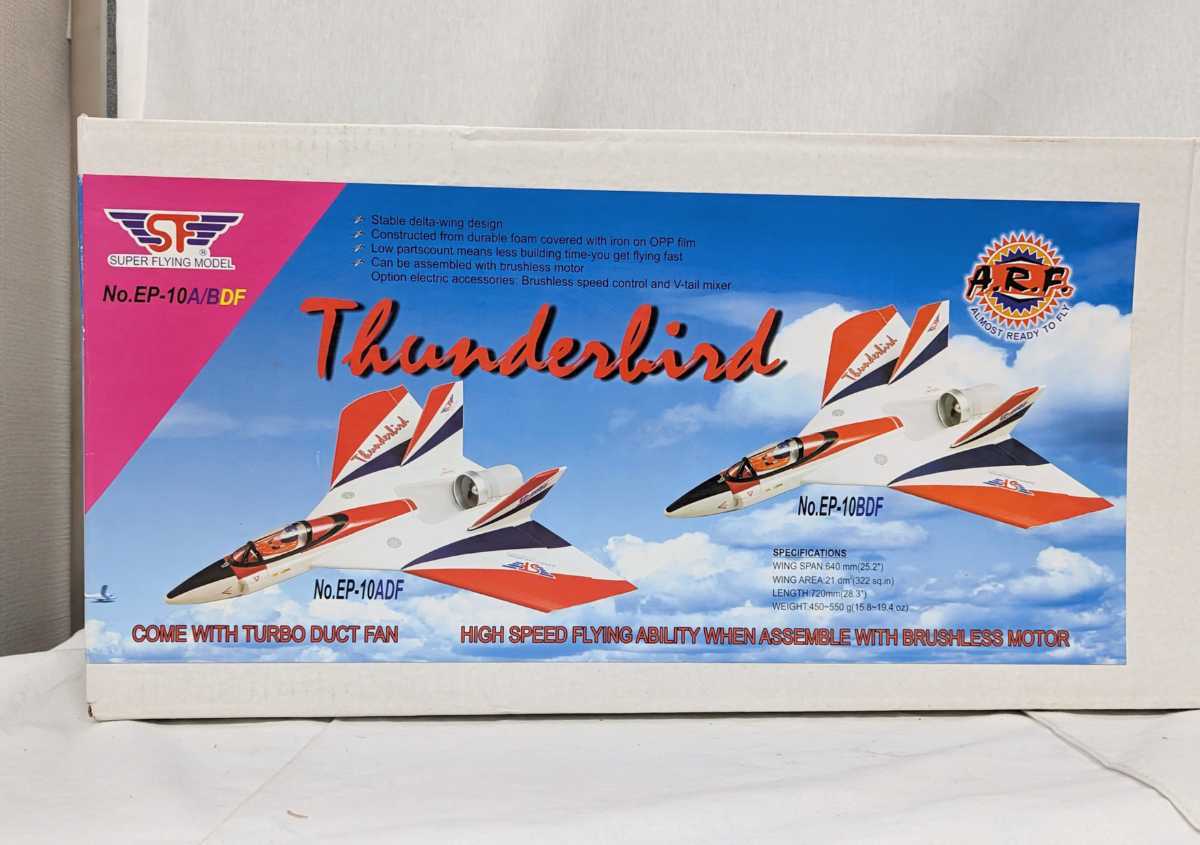 SF
®
SUPER FLYING MODEL
No.EP-10A/BDF
Stable delta-wing design
Constructed from durable foam covered with iron on OPP film
Low partscount means less building time-you get flying fast
Can be assembled with brushless motor
Option electric accessories: Brushless speed control and V-tail mixer
A.R.F.
ALMOST READY TO FLY
Thunderbird
Thunderbird
SF
Thunderbird
No.EP-10BDF
Thunderbird
SF
SF
No.EP-10ADF
SF
SPECIFICATIONS
WING SPAN:640 mm(25.2")
WING AREA:21 dm²(322 sq.in)
LENGTH:720mm(28.3")
WEIGHT:450~550 g(15.8~19.4 oz)
COME WITH TURBO DUCT FAN
HIGH SPEED FLYING ABILITY WHEN ASSEMBLE WITH BRUSHLESS MOTOR